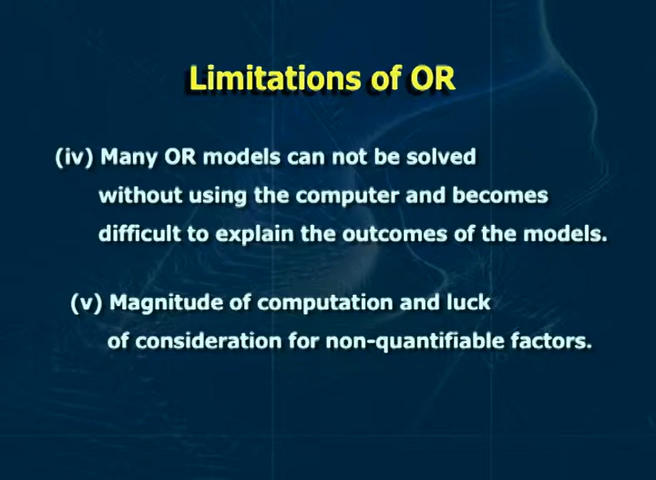 Limitations of OR
(iv) Many OR models can not be solved
without using the computer and becomes
difficult to explain the outcomes of the models.
(v) Magnitude of computation and luck
of consideration for non-quantifiable factors.